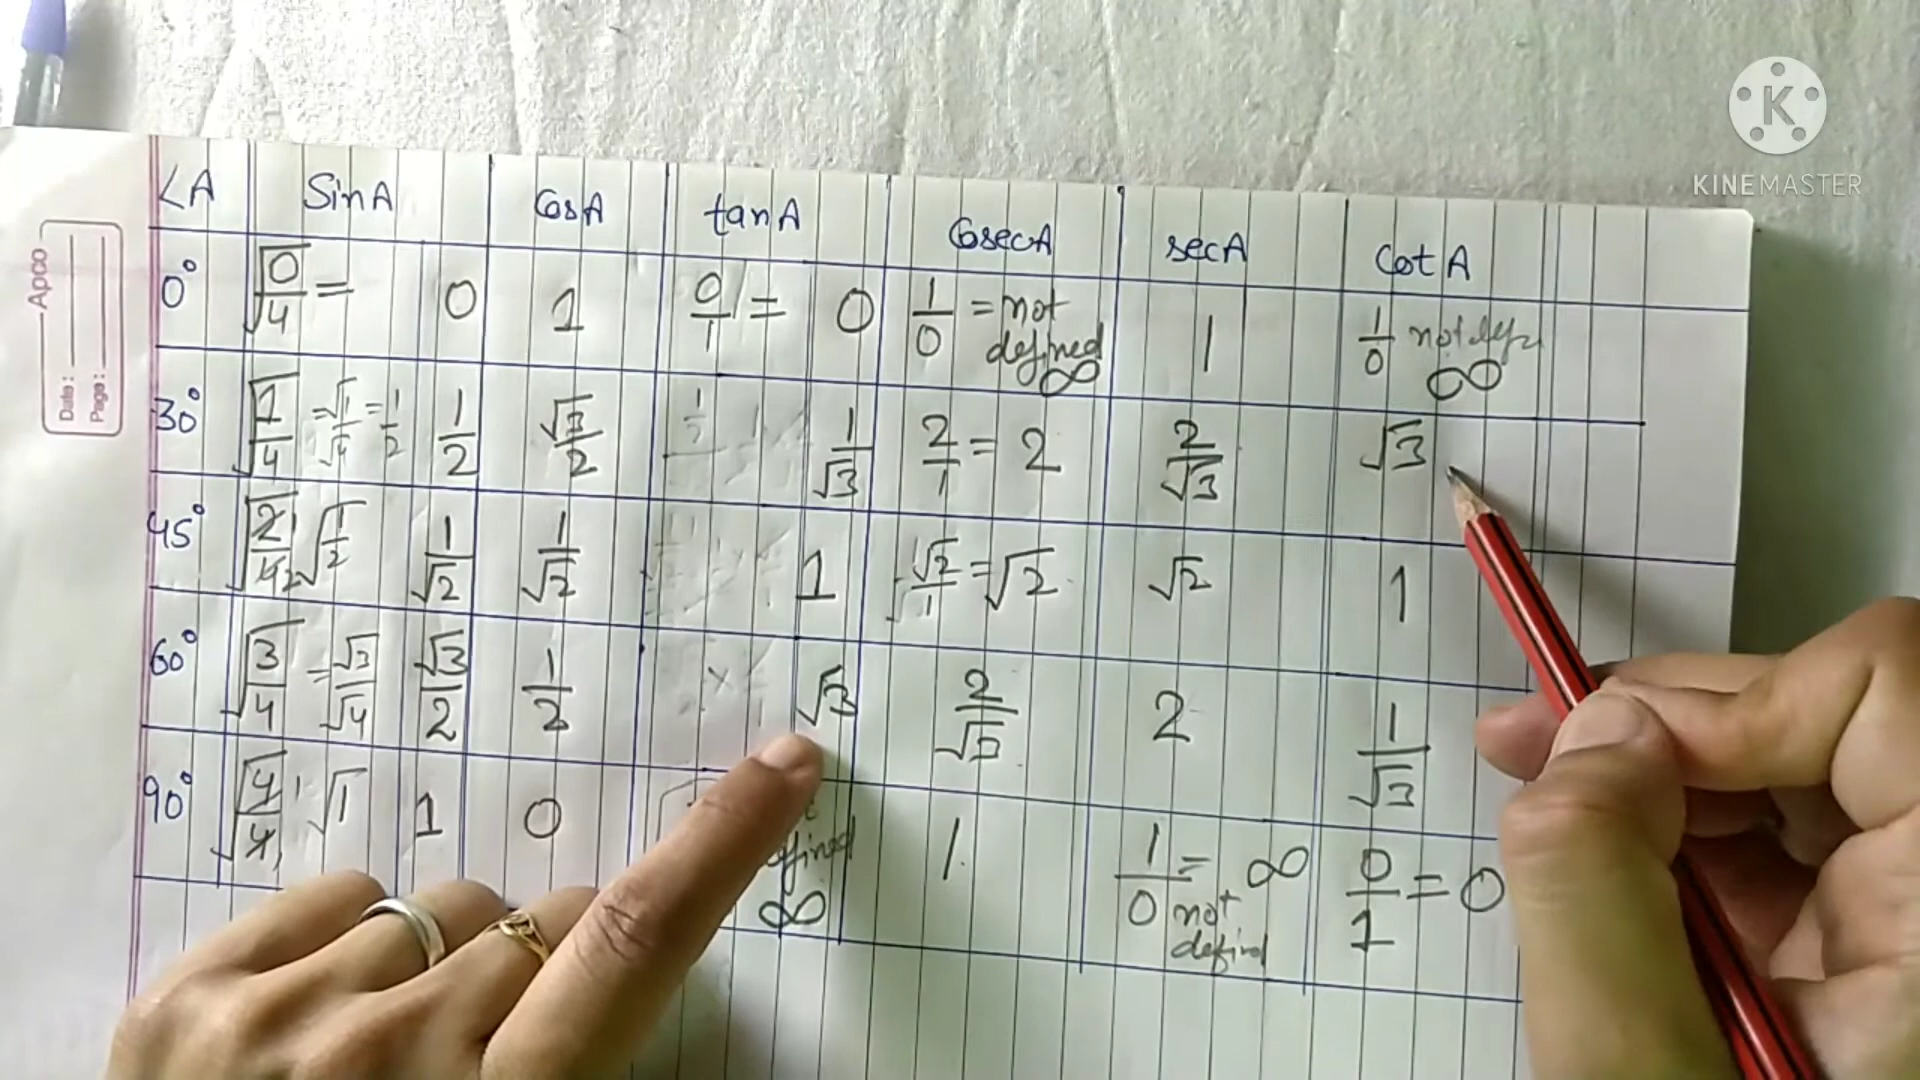 KINEMASTER
Apco
Date:
Page:
∠A SinA CosA tanA CosecA secA Cot A
0° √0/4 = 0 1 0/1 = 0 1/0 = not defined ∞ 1 1/0 ∞
30° √1/4 = √1/√4 = 1/2 1/2 √3/2 1/√3 2/1 = 2 2/√3 √3
45° √2/4 √1/2 1/√2 1/√2 1 √2/1 = √2 √2 1
60° √3/4 = √3/√4 √3/2 1/2 √3 2/√3 2 1/√3
90° √4/4 √1 1 0 ∞ 1 1/0 = ∞ not 0/1 = 0